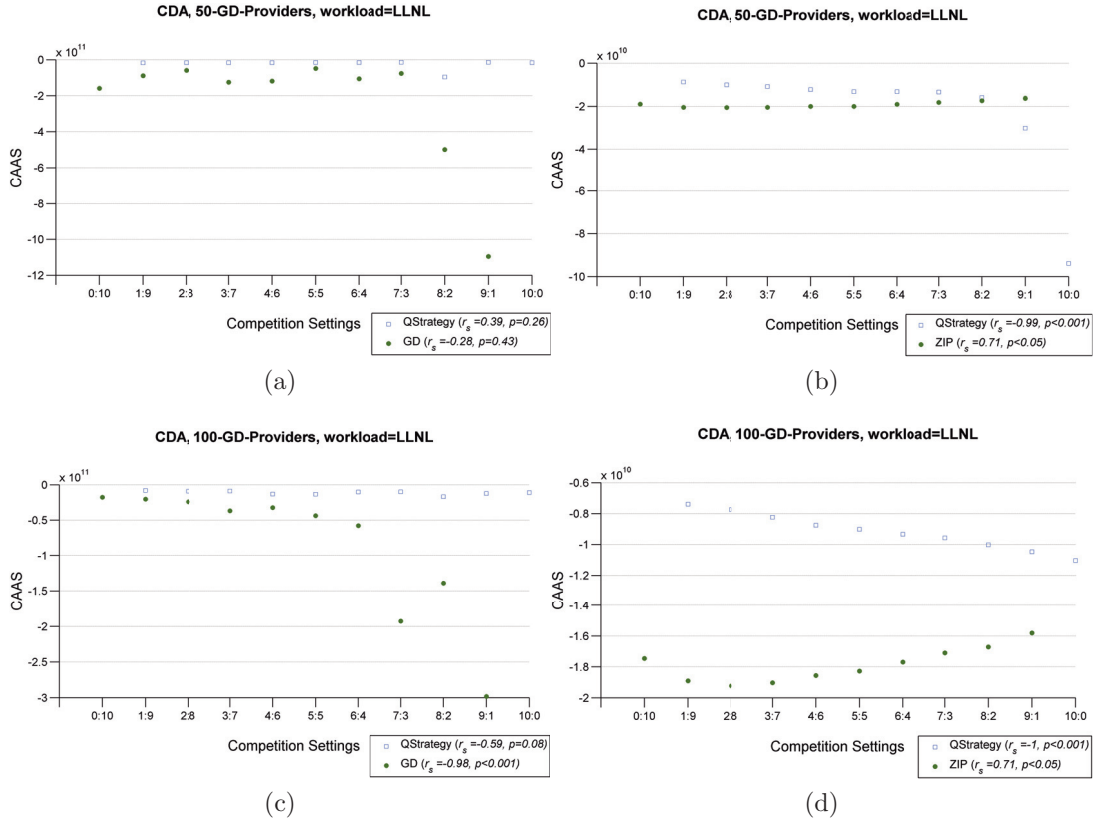 CDA, 50-GD-Providers, workload=LLNL
x 10^11
0
-2
-4
-6
-8
-10
-12
CAAS
0:10 1:9 2:3 3:7 4:6 5:5 6:4 7:3 8:2 9:1 10:0
Competition Settings
QStrategy (r_s =0.39, p=0.26)
GD (r_s =-0.28, p=0.43)
(a)
CDA, 50-GD-Providers, workload=LLNL
x 10^10
0
-2
-4
-6
-8
-10
CAAS
0:10 1:9 3:7 4:6 5:5 6:4 7:3 8:2 9:1 10:0
Competition Settings
QStrategy (r_s =-0.99, p<0.001)
ZIP (r_s =0.71, p<0.05)
(b)
CDA, 100-GD-Providers, workload=LLNL
x 10^11
0
-0.5
-1
-1.5
-2
-2.5
-3
CAAS
0:10 1:9 2:8 3:7 4:6 5:5 6:4 7:3 8:2 9:1 10:0
Competition Settings
QStrategy (r_s =-0.59, p=0.08)
GD (r_s =-0.98, p<0.001)
(c)
CDA, 100-GD-Providers, workload=LLNL
x 10^10
-0.6
-0.8
-1
-1.2
-1.4
-1.6
-1.8
-2
CAAS
0:10 1:9 2:8 3:7 4:6 5:5 6:4 7:3 8:2 9:1 10:0
Competition Settings
QStrategy (r_s =-1, p<0.001)
ZIP (r_s =0.71, p<0.05)
(d)